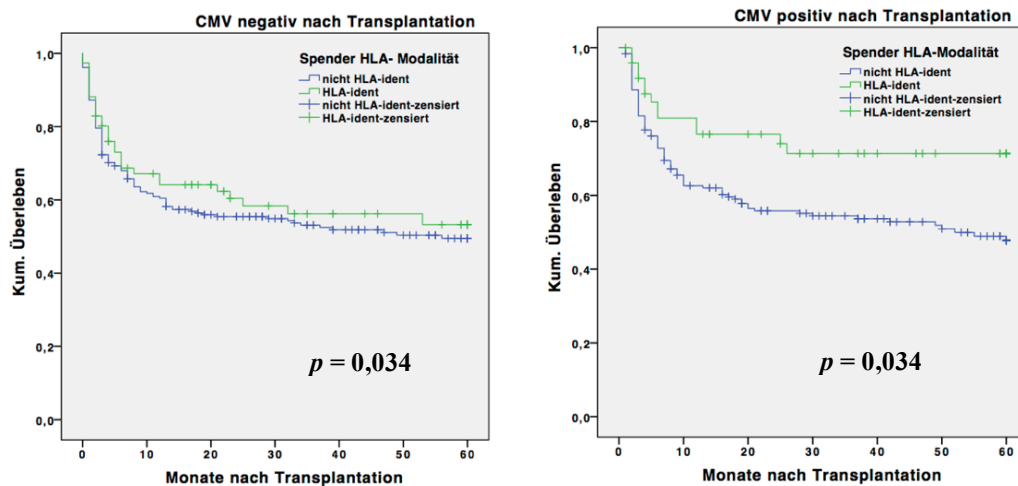 CMV negativ nach Transplantation
Spender HLA- Modalität
nicht HLA-ident
HLA-ident
nicht HLA-ident-zensiert
HLA-ident-zensiert
Kum. Überleben
1,0
0,8
0,6
0,4
0,2
0,0
p = 0,034
0 10 20 30 40 50 60
Monate nach Transplantation
CMV positiv nach Transplantation
Spender HLA-Modalität
nicht HLA-ident
HLA-ident
nicht HLA-ident-zensiert
HLA-ident-zensiert
Kum. Überleben
1,0
0,8
0,6
0,4
0,2
0,0
p = 0,034
0 10 20 30 40 50 60
Monate nach Transplantation